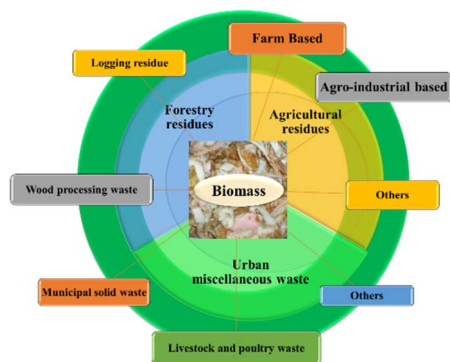 Farm Based
Logging residue
Agro-industrial based
Forestry
residues
Agricultural
residues
Biomass
Wood processing waste
Others
Urban
miscellaneous waste
Municipal solid waste
Others
Livestock and poultry waste